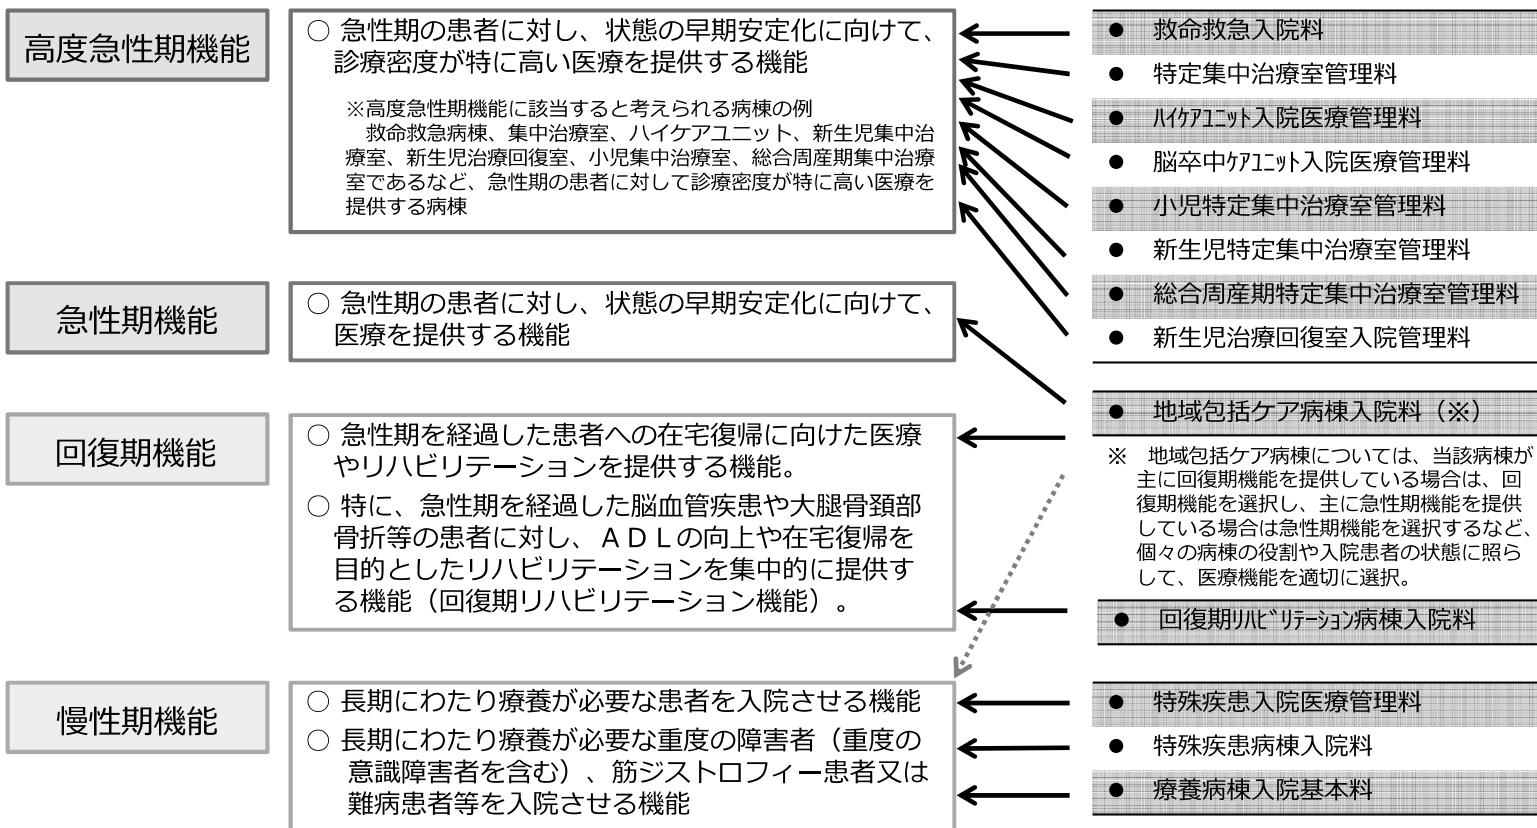 高度急性期機能
○ 急性期の患者に対し、状態の早期安定化に向けて、
診療密度が特に高い医療を提供する機能
※高度急性期機能に該当すると考えられる病棟の例
救命救急病棟、集中治療室、ハイケアユニット、新生児集中治
療室、新生児治療回復室、小児集中治療室、総合周産期集中治療
室であるなど、急性期の患者に対して診療密度が特に高い医療を
提供する病棟
● 救命救急入院料
● 特定集中治療室管理料
● ﾊｲｹｱﾕﾆｯﾄ入院医療管理料
● 脳卒中ｹｱﾕﾆｯﾄ入院医療管理料
● 小児特定集中治療室管理料
● 新生児特定集中治療室管理料
● 総合周産期特定集中治療室管理料
● 新生児治療回復室入院管理料
急性期機能
○ 急性期の患者に対し、状態の早期安定化に向けて、
医療を提供する機能
● 地域包括ケア病棟入院料（※）
※ 地域包括ケア病棟については、当該病棟が
主に回復期機能を提供している場合は、回
復期機能を選択し、主に急性期機能を提供
している場合は急性期機能を選択するなど、
個々の病棟の役割や入院患者の状態に照ら
して、医療機能を適切に選択。
回復期機能
○ 急性期を経過した患者への在宅復帰に向けた医療
やリハビリテーションを提供する機能。
○ 特に、急性期を経過した脳血管疾患や大腿骨頚部
骨折等の患者に対し、ＡＤＬの向上や在宅復帰を
目的としたリハビリテーションを集中的に提供す
る機能（回復期リハビリテーション機能）。
● 回復期ﾘﾊﾋﾞﾘﾃｰｼｮﾝ病棟入院料
慢性期機能
○ 長期にわたり療養が必要な患者を入院させる機能
○ 長期にわたり療養が必要な重度の障害者（重度の
意識障害者を含む）、筋ジストロフィー患者又は
難病患者等を入院させる機能
● 特殊疾患入院医療管理料
● 特殊疾患病棟入院料
● 療養病棟入院基本料